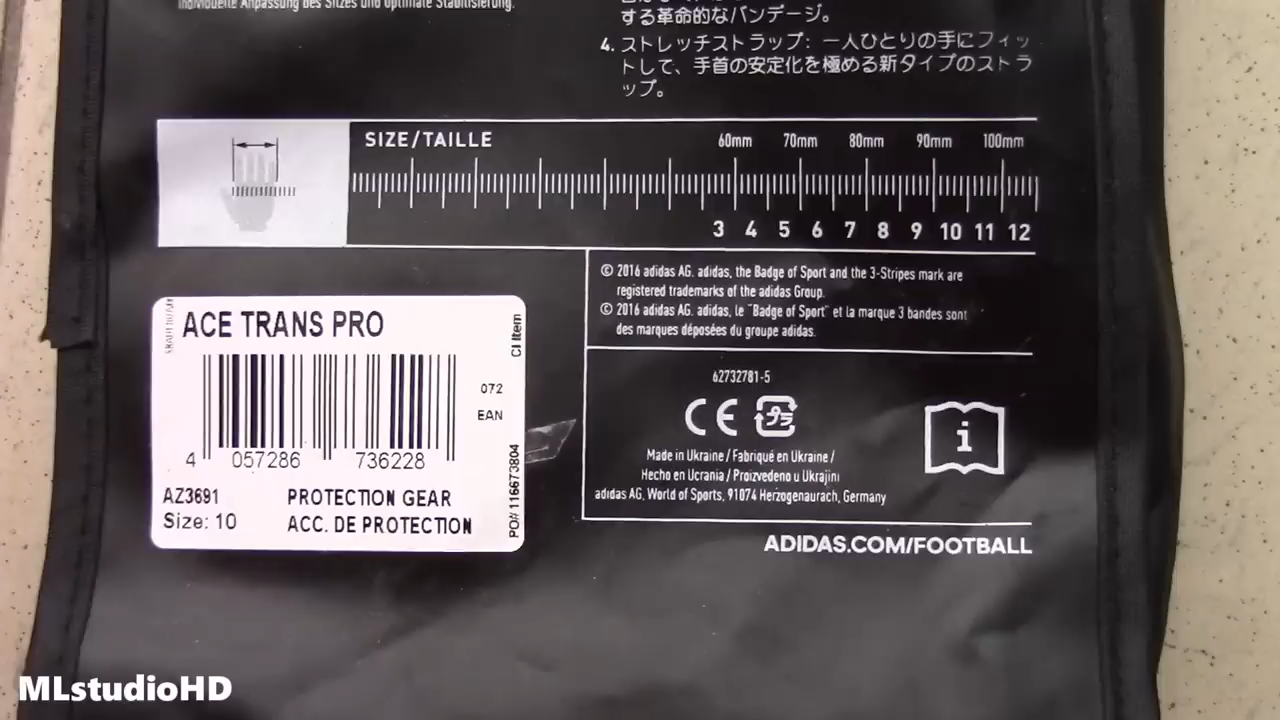 Individuelle Anpassung des Sitzes und optimale Stabilisierung.
する革命的なバンデージ。
4. ストレッチストラップ: 一人ひとりの手にフィッ
トして、手首の安定化を極める新タイプのストラ
ップ。
SIZE/TAILLE
60mm 70mm 80mm 90mm 100mm
3 4 5 6 7 8 9 10 11 12
© 2016 adidas AG. adidas, the Badge of Sport and the 3-Stripes mark are
registered trademarks of the adidas Group.
© 2016 adidas AG. adidas, le "Badge of Sport" et la marque 3 bandes sont
des marques déposées du groupe adidas.
ACE TRANS PRO
CI Item
072
EAN
4 057286 736228
PO# 116673804
AZ3691 PROTECTION GEAR
Size: 10 ACC. DE PROTECTION
62732781-5
CE プラ
i
Made in Ukraine / Fabriqué en Ukraine /
Hecho en Ucrania / Proizvedeno u Ukrajini
adidas AG, World of Sports, 91074 Herzogenaurach, Germany
ADIDAS.COM/FOOTBALL
MLstudioHD